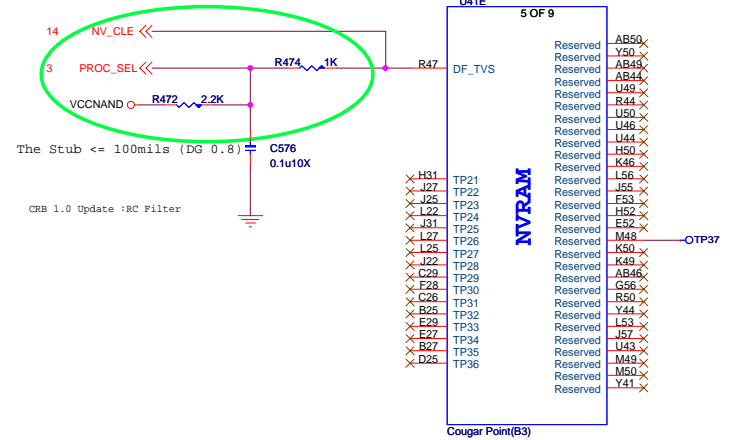 U41E
5 OF 9
14 NV_CLE
3 PROC_SEL
R474 1K
VCCNAND R472 2.2K
The Stub <= 100mils (DG 0.8)
C576
0.1u10X
CRB 1.0 Update :RC Filter
R47 DF_TVS
NVRAM
H31 TP21
J27 TP22
J25 TP23
L22 TP24
J31 TP25
L27 TP26
L25 TP27
J22 TP28
C29 TP29
F28 TP30
C26 TP31
B25 TP32
E29 TP33
E27 TP34
B27 TP35
D25 TP36
Reserved AB50
Reserved Y50
Reserved AB49
Reserved AB44
Reserved U49
Reserved R44
Reserved U50
Reserved U46
Reserved U44
Reserved H50
Reserved K46
Reserved L56
Reserved J55
Reserved F53
Reserved H52
Reserved E52
Reserved M48 TP37
Reserved K50
Reserved K49
Reserved AB46
Reserved G56
Reserved R50
Reserved Y44
Reserved L53
Reserved J57
Reserved U43
Reserved M49
Reserved M50
Reserved Y41
Cougar Point(B3)